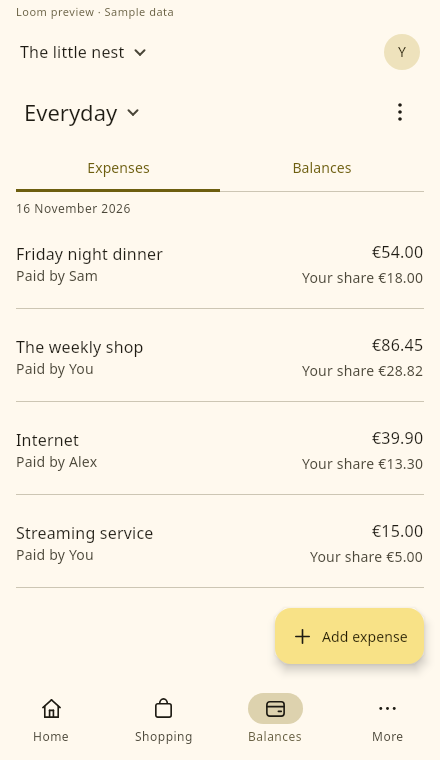 Loom preview · Sample data
The little nest
Y
Everyday
Expenses Balances
16 November 2026
Friday night dinner €54.00
Paid by Sam Your share €18.00
The weekly shop €86.45
Paid by You Your share €28.82
Internet €39.90
Paid by Alex Your share €13.30
Streaming service €15.00
Paid by You Your share €5.00
Add expense
Home Shopping Balances More